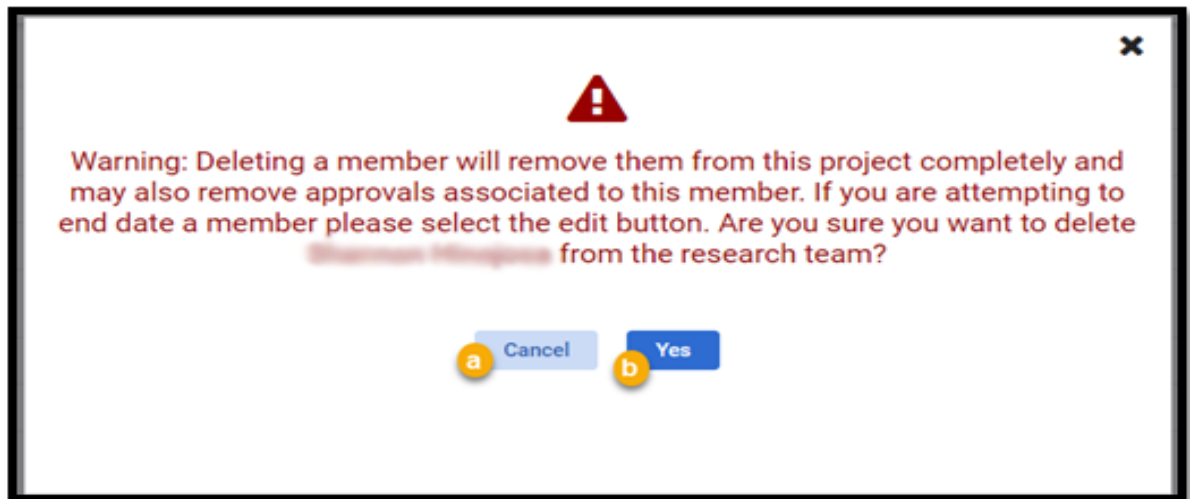 Warning: Deleting a member will remove them from this project completely and
may also remove approvals associated to this member. If you are attempting to
end date a member please select the edit button. Are you sure you want to delete
from the research team?
Cancel Yes
a b